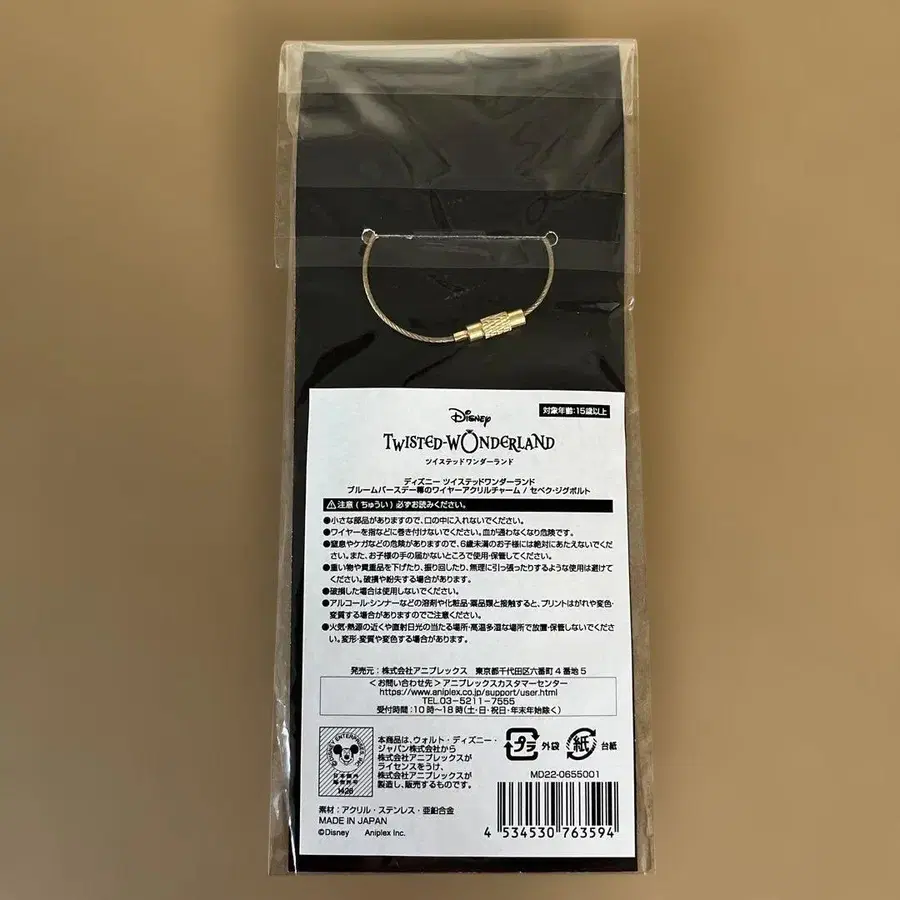 対象年齢:15歳以上
Disney
TWISTED-WONDERLAND
ツイステッドワンダーランド
ディズニー ツイステッドワンダーランド
ブルームバースデー樽のワイヤーアクリルチャーム / セベク・ジグボルト
注意(ちゅうい)必ずお読みください。
●小さな部品がありますので、口の中に入れないでください。
●ワイヤーを指などに巻き付けないでください。血が通わなくなり危険です。
●窒息やケガなどの危険がありますので、6歳未満のお子様には絶対にあたえないでくだ
さい。また、お子様の手の届かないところで使用・保管してください。
●重い物や貴重品を下げたり、振り回したり、無理に引っ張ったりするような使用は避けて
ください。破損や紛失する場合があります。
●破損した場合は使用しないでください。
●アルコール・シンナーなどの溶剤や化粧品・薬品類と接触すると、プリントはがれや変色・
変質する場合がありますのでご注意ください。
●火気・熱源の近くや直射日光の当たる場所・高温多湿な場所で放置・保管しないでくださ
い。変形・変質や変色する場合があります。
発売元:株式会社アニプレックス 東京都千代田区六番町4番地5
<お問い合わせ先>アニプレックスカスタマーセンター
https://www.aniplex.co.jp/support/user.html
TEL.03-5211-7555
受付時間:10時~18時(土・日・祝日・年末年始除く)
DISNEY ENTERPRISES, INC.
日本国内
販売許可
1426
本商品は、ウォルト・ディズニー・
ジャパン株式会社から
株式会社アニプレックスが
ライセンスをうけ、
株式会社アニプレックスが
製造し、販売するものです。
プラ 外袋 紙 台紙
MD22-0655001
素材:アクリル・ステンレス・亜鉛合金
MADE IN JAPAN
©Disney Aniplex Inc.
4 534530 763594